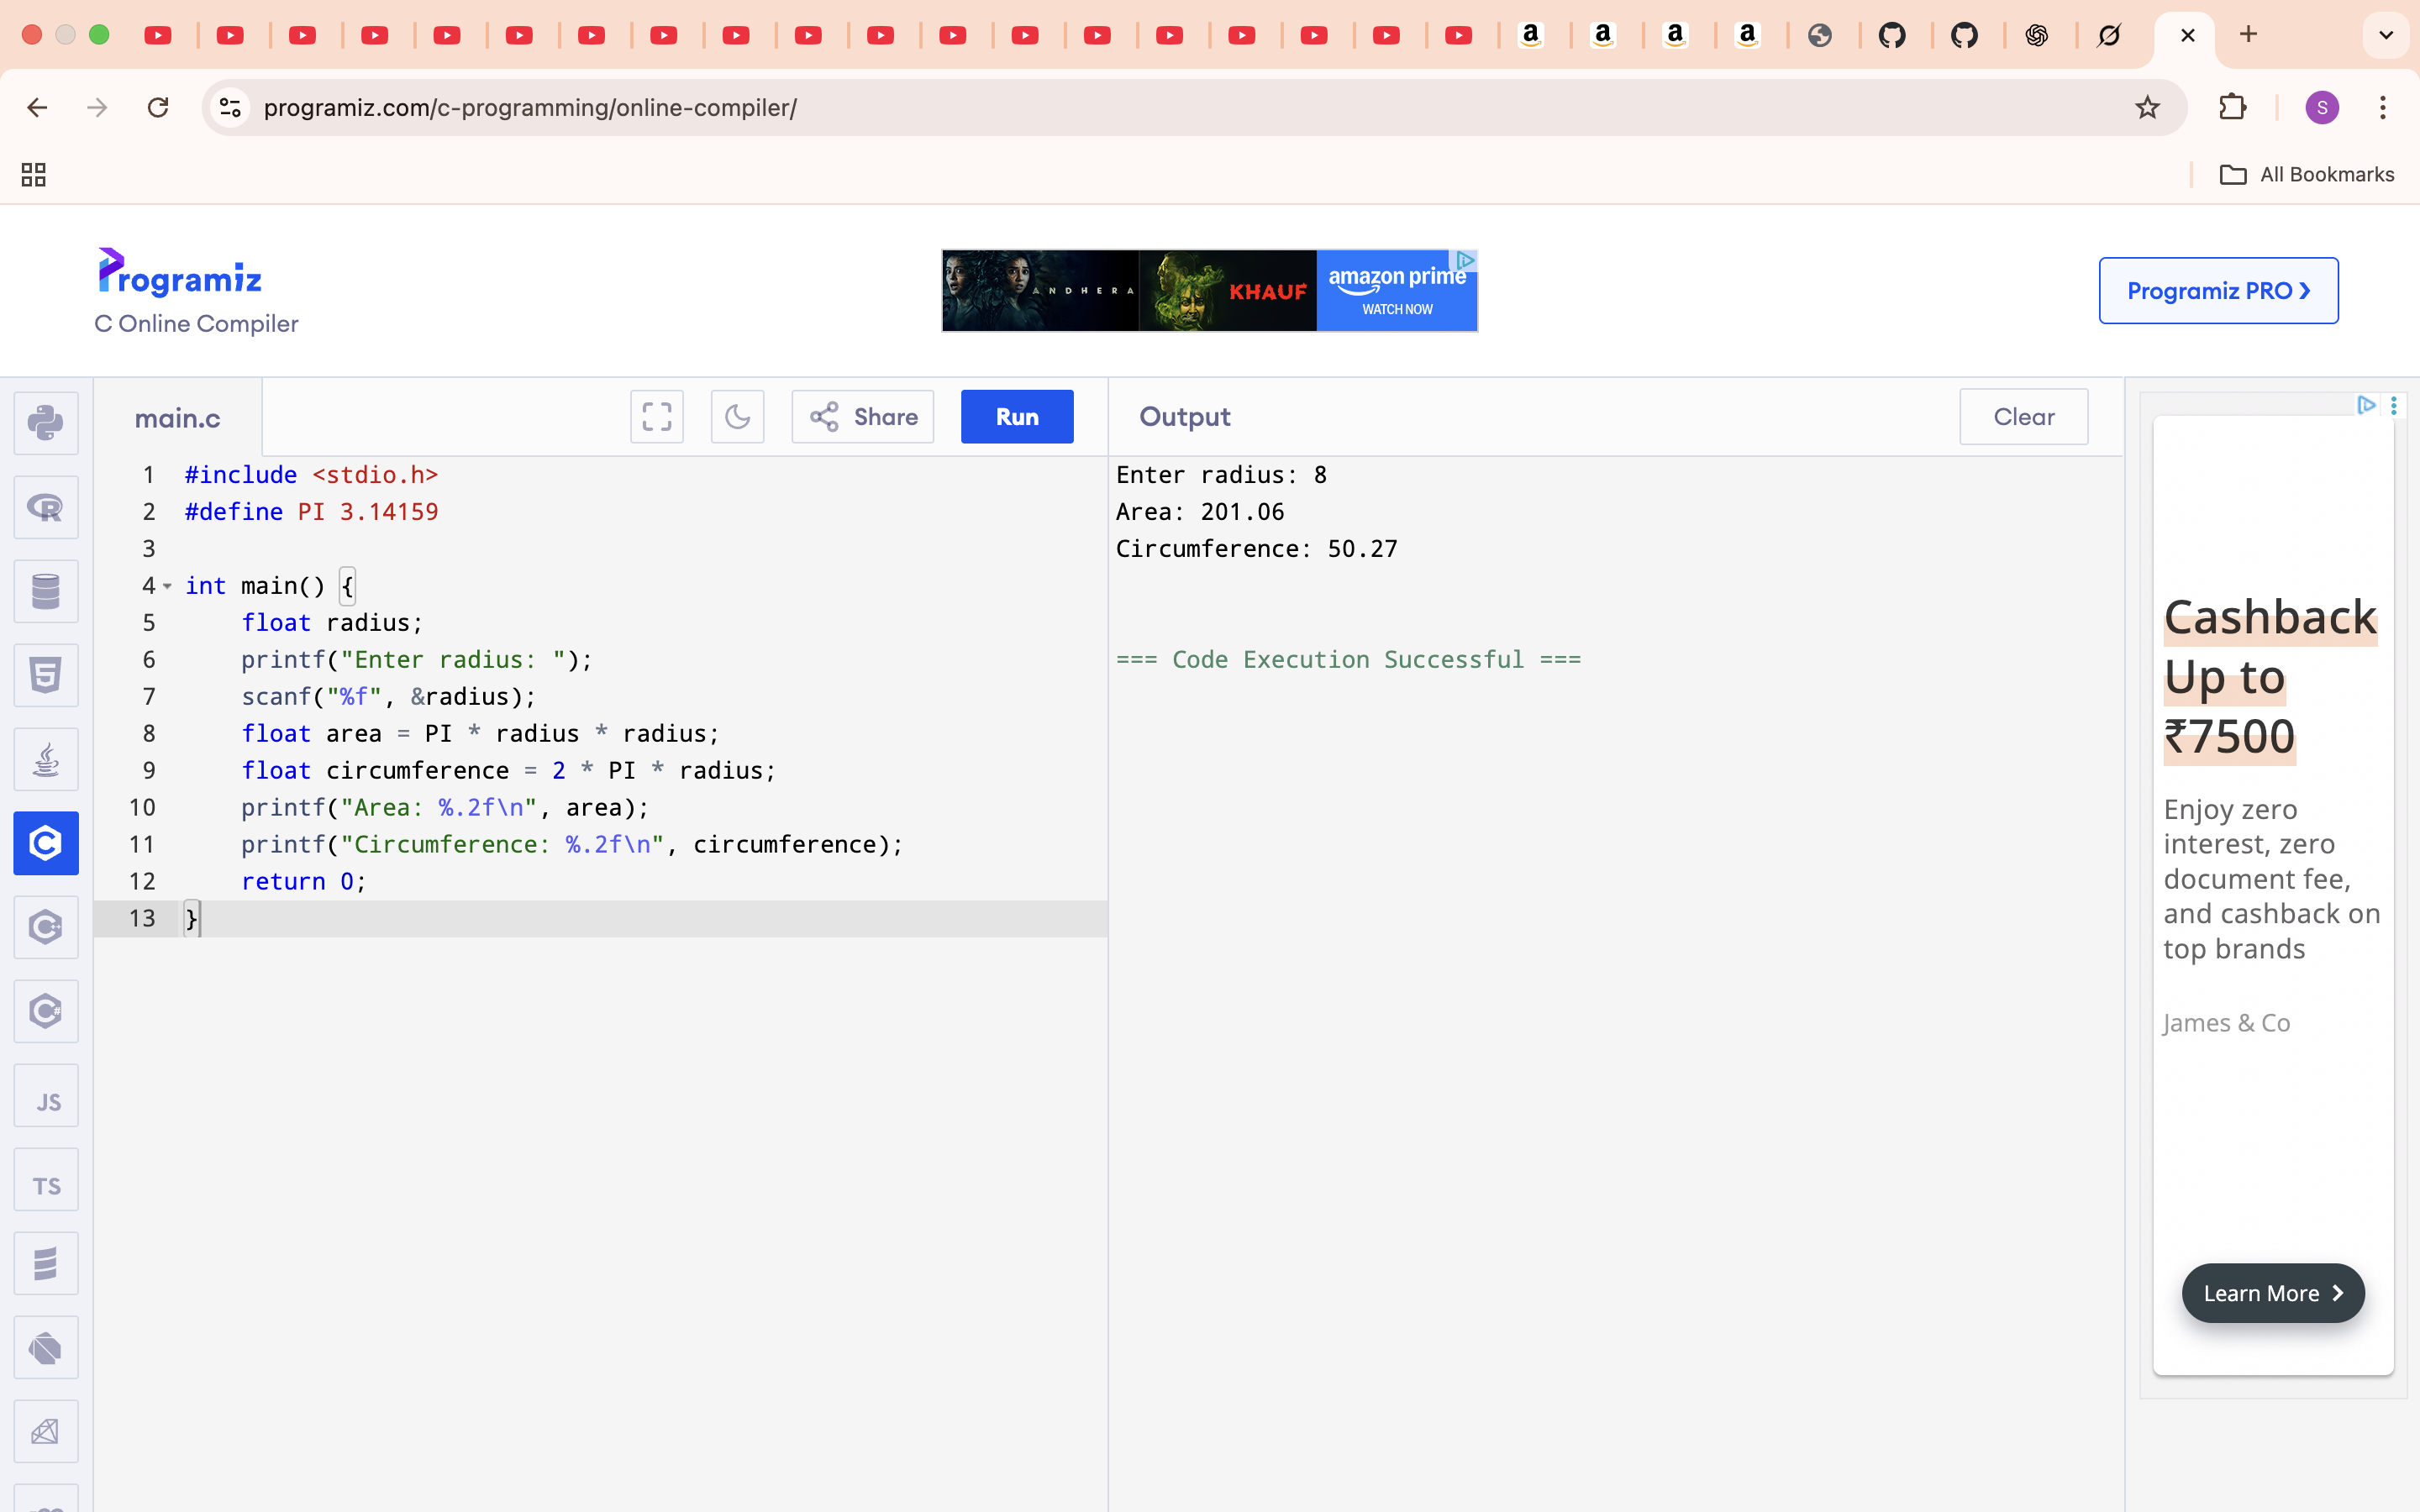 programiz.com/c-programming/online-compiler/
S
All Bookmarks
Programiz
C Online Compiler
ANDHERA
KHAUF
amazon prime
WATCH NOW
Programiz PRO ❯
main.c
Share
Run
Output
Clear
1 #include <stdio.h>
2 #define PI 3.14159
3
4 int main() {
5     float radius;
6     printf("Enter radius: ");
7     scanf("%f", &radius);
8     float area = PI * radius * radius;
9     float circumference = 2 * PI * radius;
10     printf("Area: %.2f\n", area);
11     printf("Circumference: %.2f\n", circumference);
12     return 0;
13 }
Enter radius: 8
Area: 201.06
Circumference: 50.27
=== Code Execution Successful ===
JS
TS
Cashback
Up to
₹7500
Enjoy zero
interest, zero
document fee,
and cashback on
top brands
James & Co
Learn More